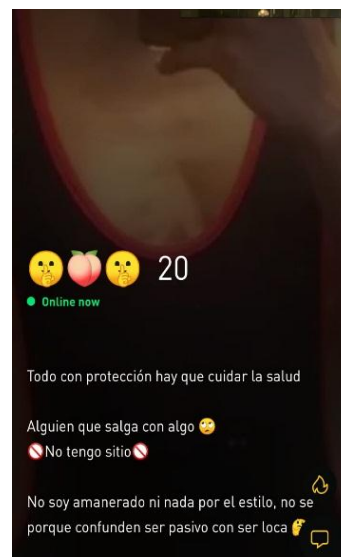 🤫🍑🤫 20
Online now
Todo con protección hay que cuidar la salud
Alguien que salga con algo 🙄
🚫No tengo sitio🚫
No soy amanerado ni nada por el estilo, no se
porque confunden ser pasivo con ser loca 🤔